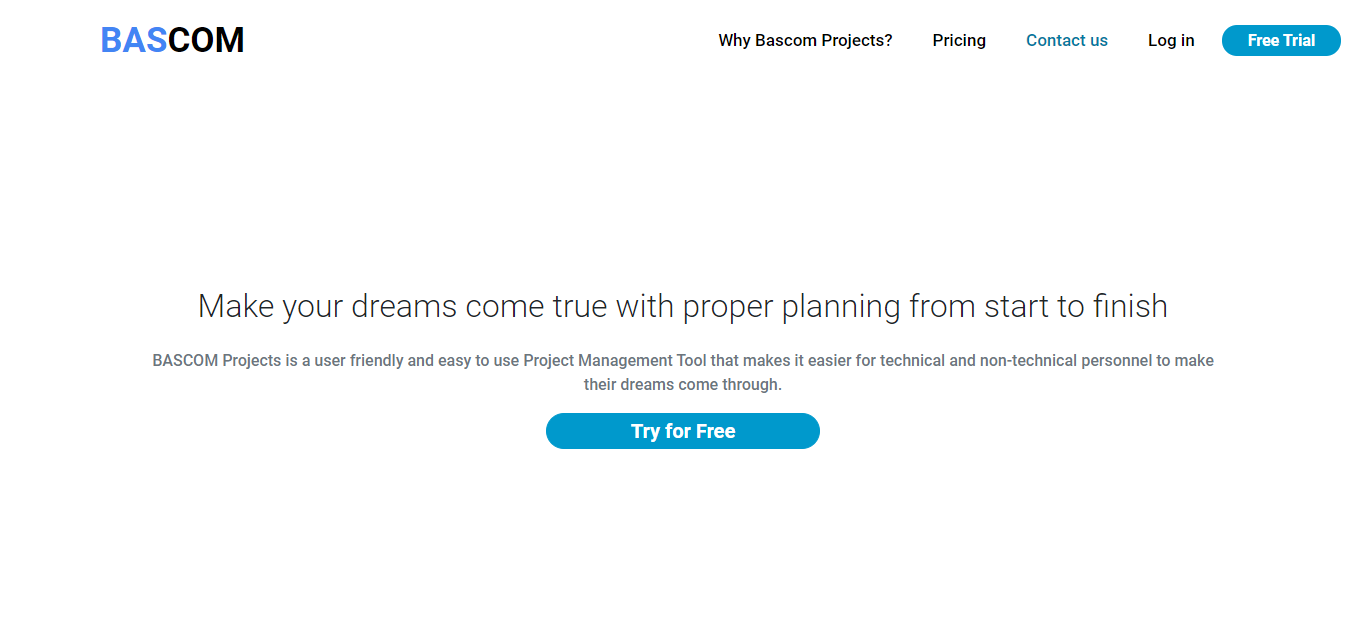 BASCOM
Why Bascom Projects?
Pricing
Contact us
Log in
Free Trial
Make your dreams come true with proper planning from start to finish
BASCOM Projects is a user friendly and easy to use Project Management Tool that makes it easier for technical and non-technical personnel to make
their dreams come through.
Try for Free